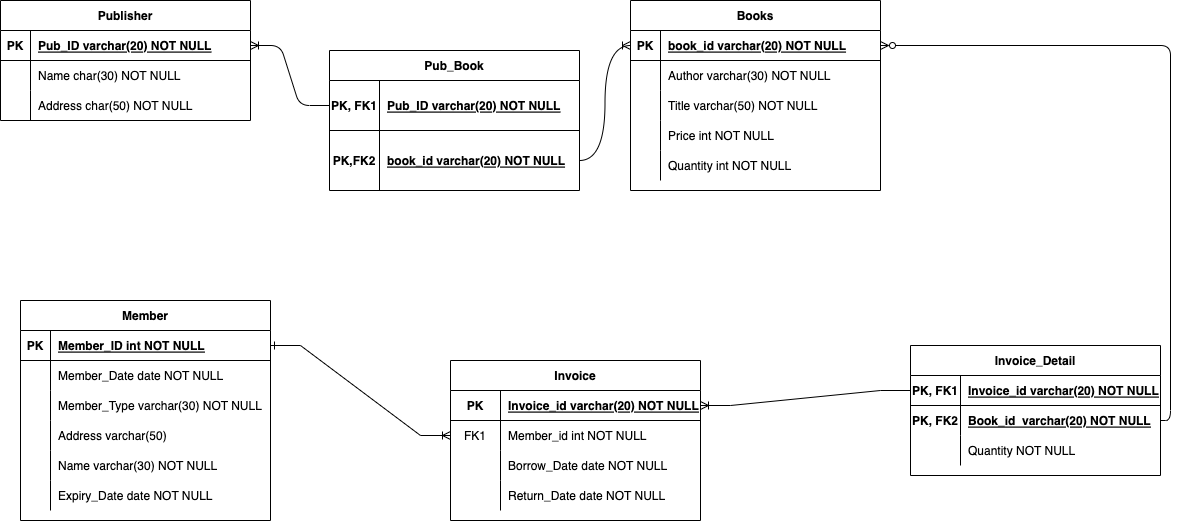 Publisher
PK Pub_ID varchar(20) NOT NULL
Name char(30) NOT NULL
Address char(50) NOT NULL
Pub_Book
PK, FK1 Pub_ID varchar(20) NOT NULL
PK,FK2 book_id varchar(20) NOT NULL
Books
PK book_id varchar(20) NOT NULL
Author varchar(30) NOT NULL
Title varchar(50) NOT NULL
Price int NOT NULL
Quantity int NOT NULL
Member
PK Member_ID int NOT NULL
Member_Date date NOT NULL
Member_Type varchar(30) NOT NULL
Address varchar(50)
Name varchar(30) NOT NULL
Expiry_Date date NOT NULL
Invoice
PK Invoice_id varchar(20) NOT NULL
FK1 Member_id int NOT NULL
Borrow_Date date NOT NULL
Return_Date date NOT NULL
Invoice_Detail
PK, FK1 Invoice_id varchar(20) NOT NULL
PK, FK2 Book_id varchar(20) NOT NULL
Quantity NOT NULL